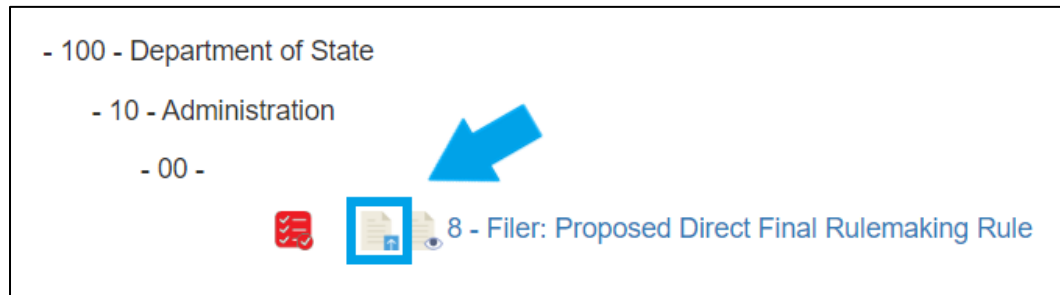 - 100 - Department of State
- 10 - Administration
- 00 -
8 - Filer: Proposed Direct Final Rulemaking Rule